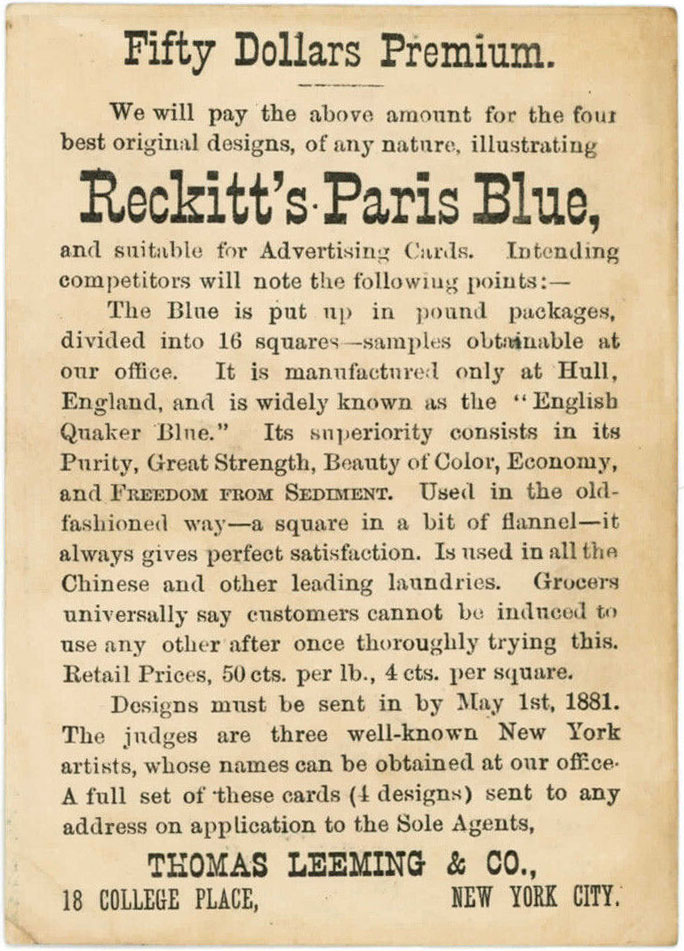 Fifty Dollars Premium.
We will pay the above amount for the four
best original designs, of any nature, illustrating
Reckitt's Paris Blue,
and suitable for Advertising Cards. Intending
competitors will note the following points:—
The Blue is put up in pound packages,
divided into 16 squares—samples obtainable at
our office. It is manufactured only at Hull,
England, and is widely known as the "English
Quaker Blue." Its superiority consists in its
Purity, Great Strength, Beauty of Color, Economy,
and FREEDOM FROM SEDIMENT. Used in the old-
fashioned way—a square in a bit of flannel—it
always gives perfect satisfaction. Is used in all the
Chinese and other leading laundries. Grocers
universally say customers cannot be induced to
use any other after once thoroughly trying this.
Retail Prices, 50 cts. per lb., 4 cts. per square.
Designs must be sent in by May 1st, 1881.
The judges are three well-known New York
artists, whose names can be obtained at our office.
A full set of these cards (4 designs) sent to any
address on application to the Sole Agents,
THOMAS LEEMING & CO.,
18 COLLEGE PLACE, NEW YORK CITY.